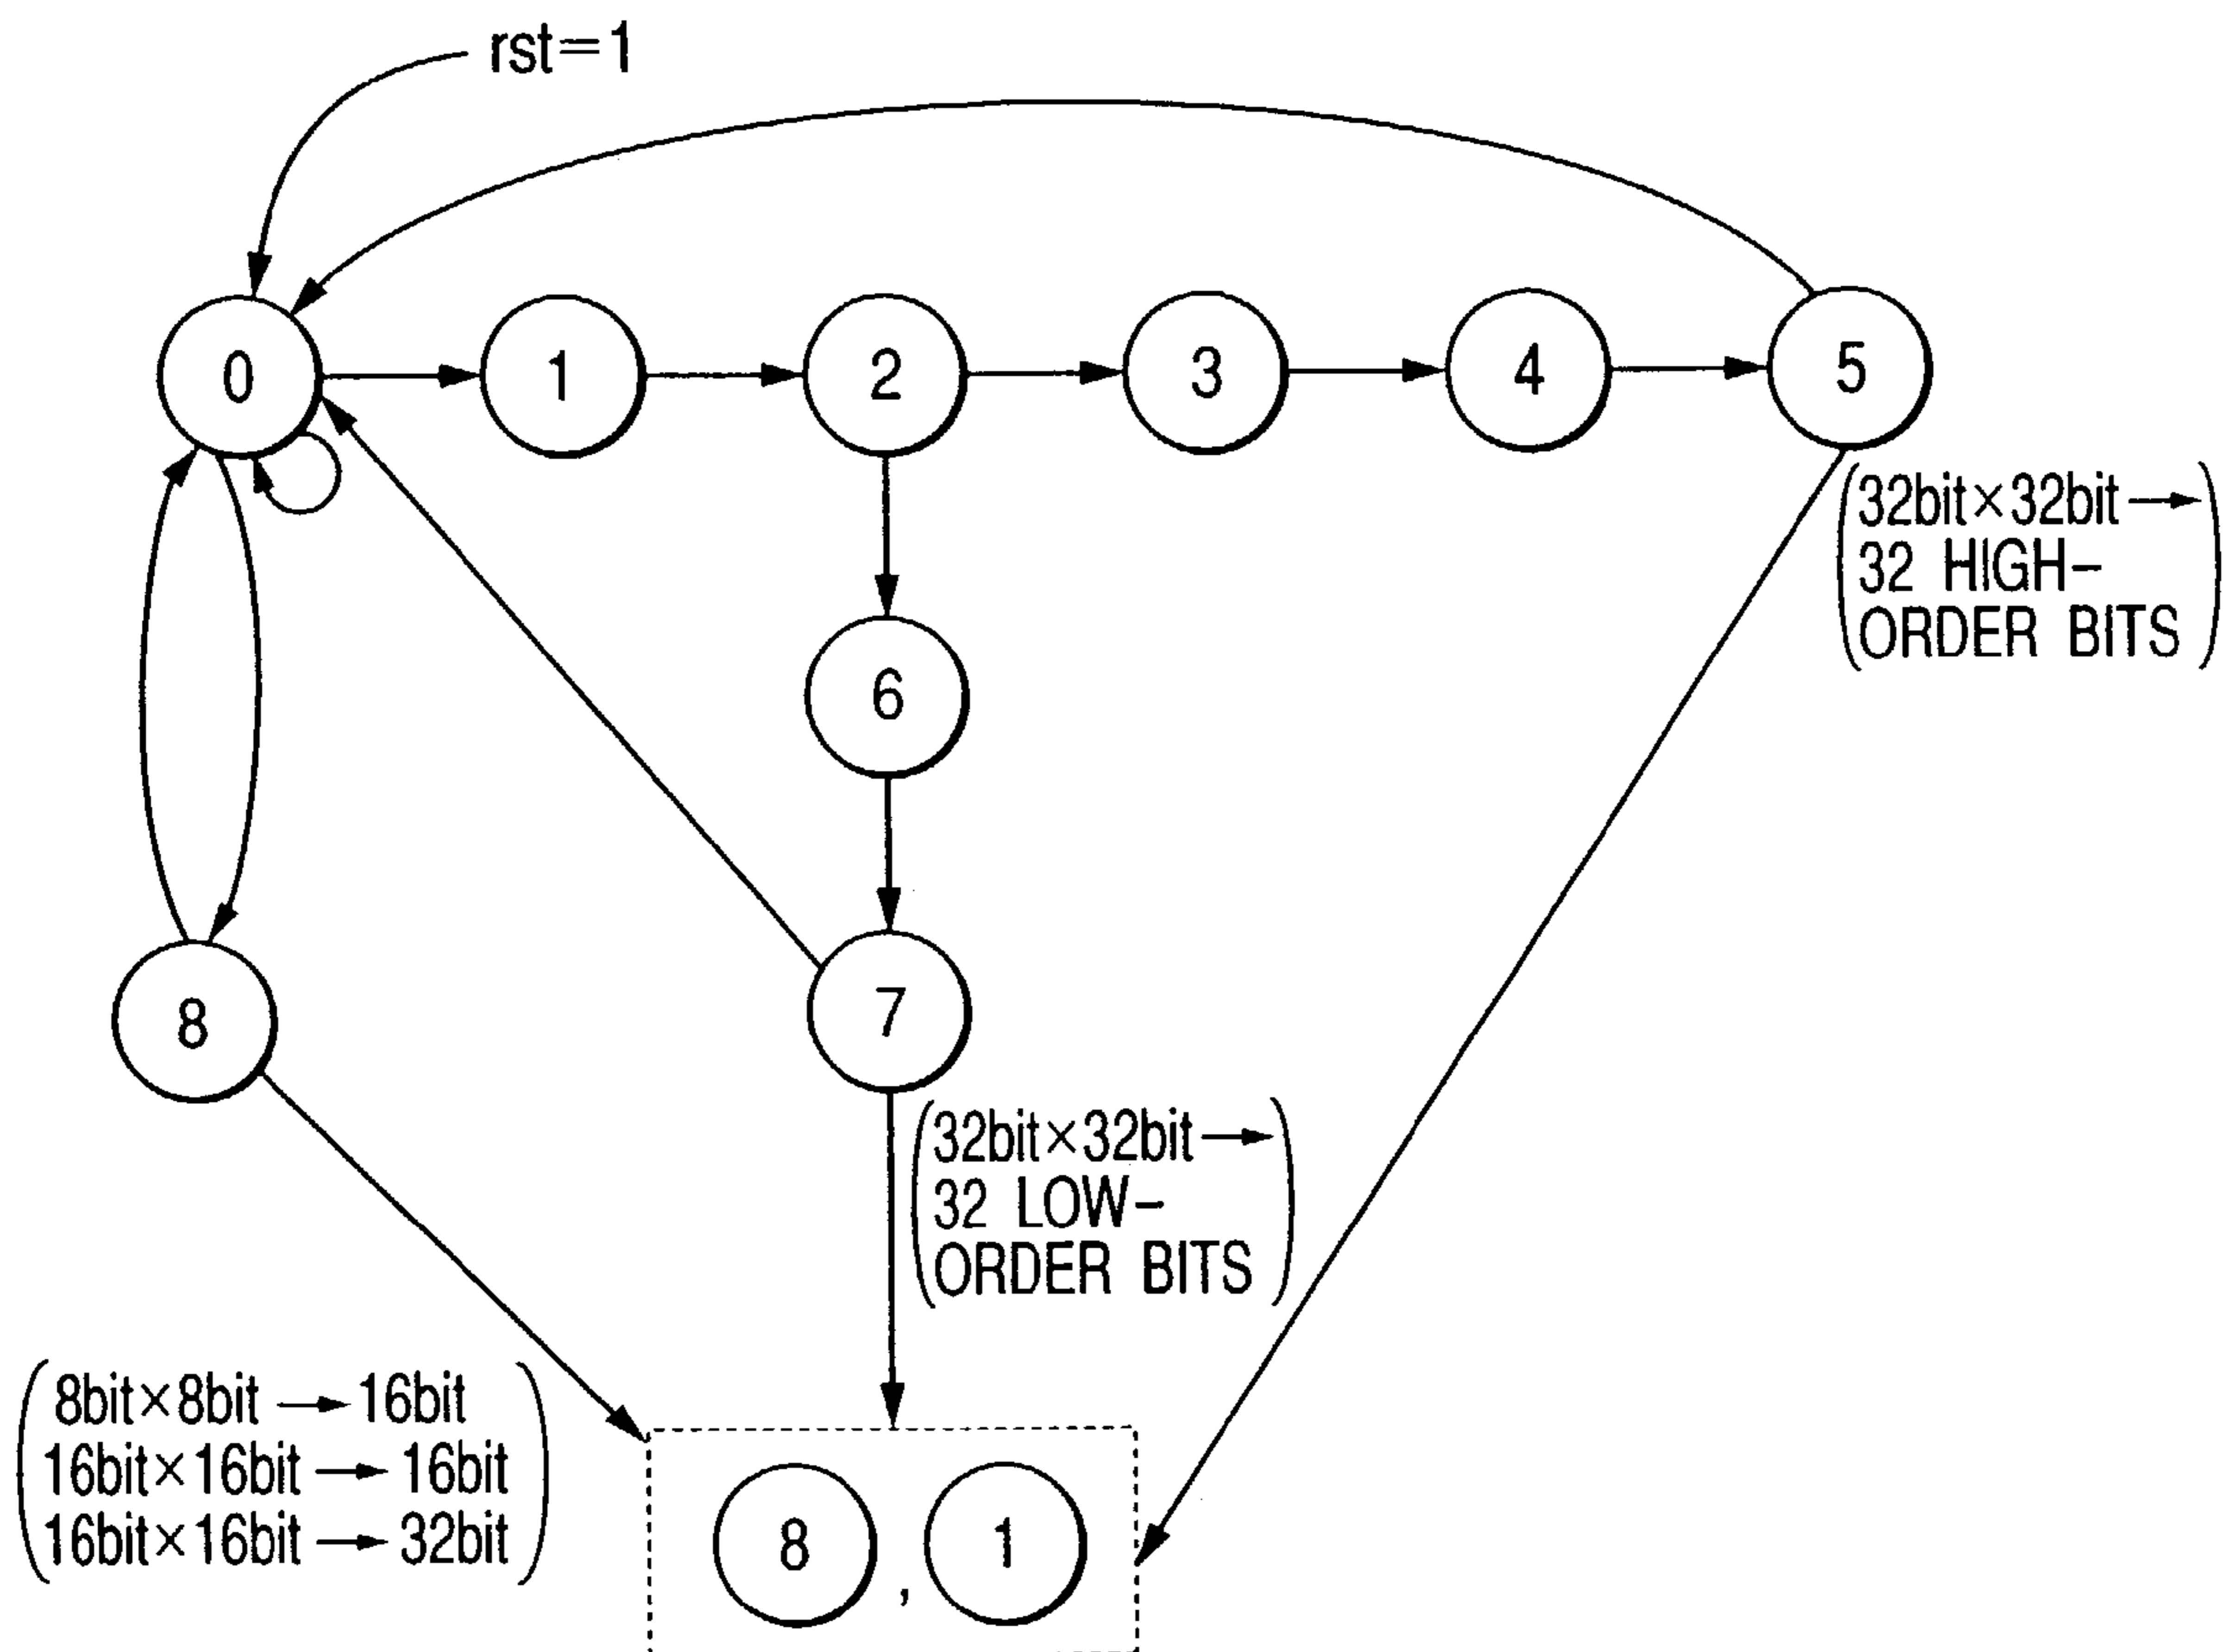 rst=1
0
1
2
3
4
5
32bit×32bit→
32 HIGH-
ORDER BITS
6
8
7
32bit×32bit→
32 LOW-
ORDER BITS
8bit×8bit → 16bit
16bit×16bit → 16bit
16bit×16bit → 32bit
8 , 1